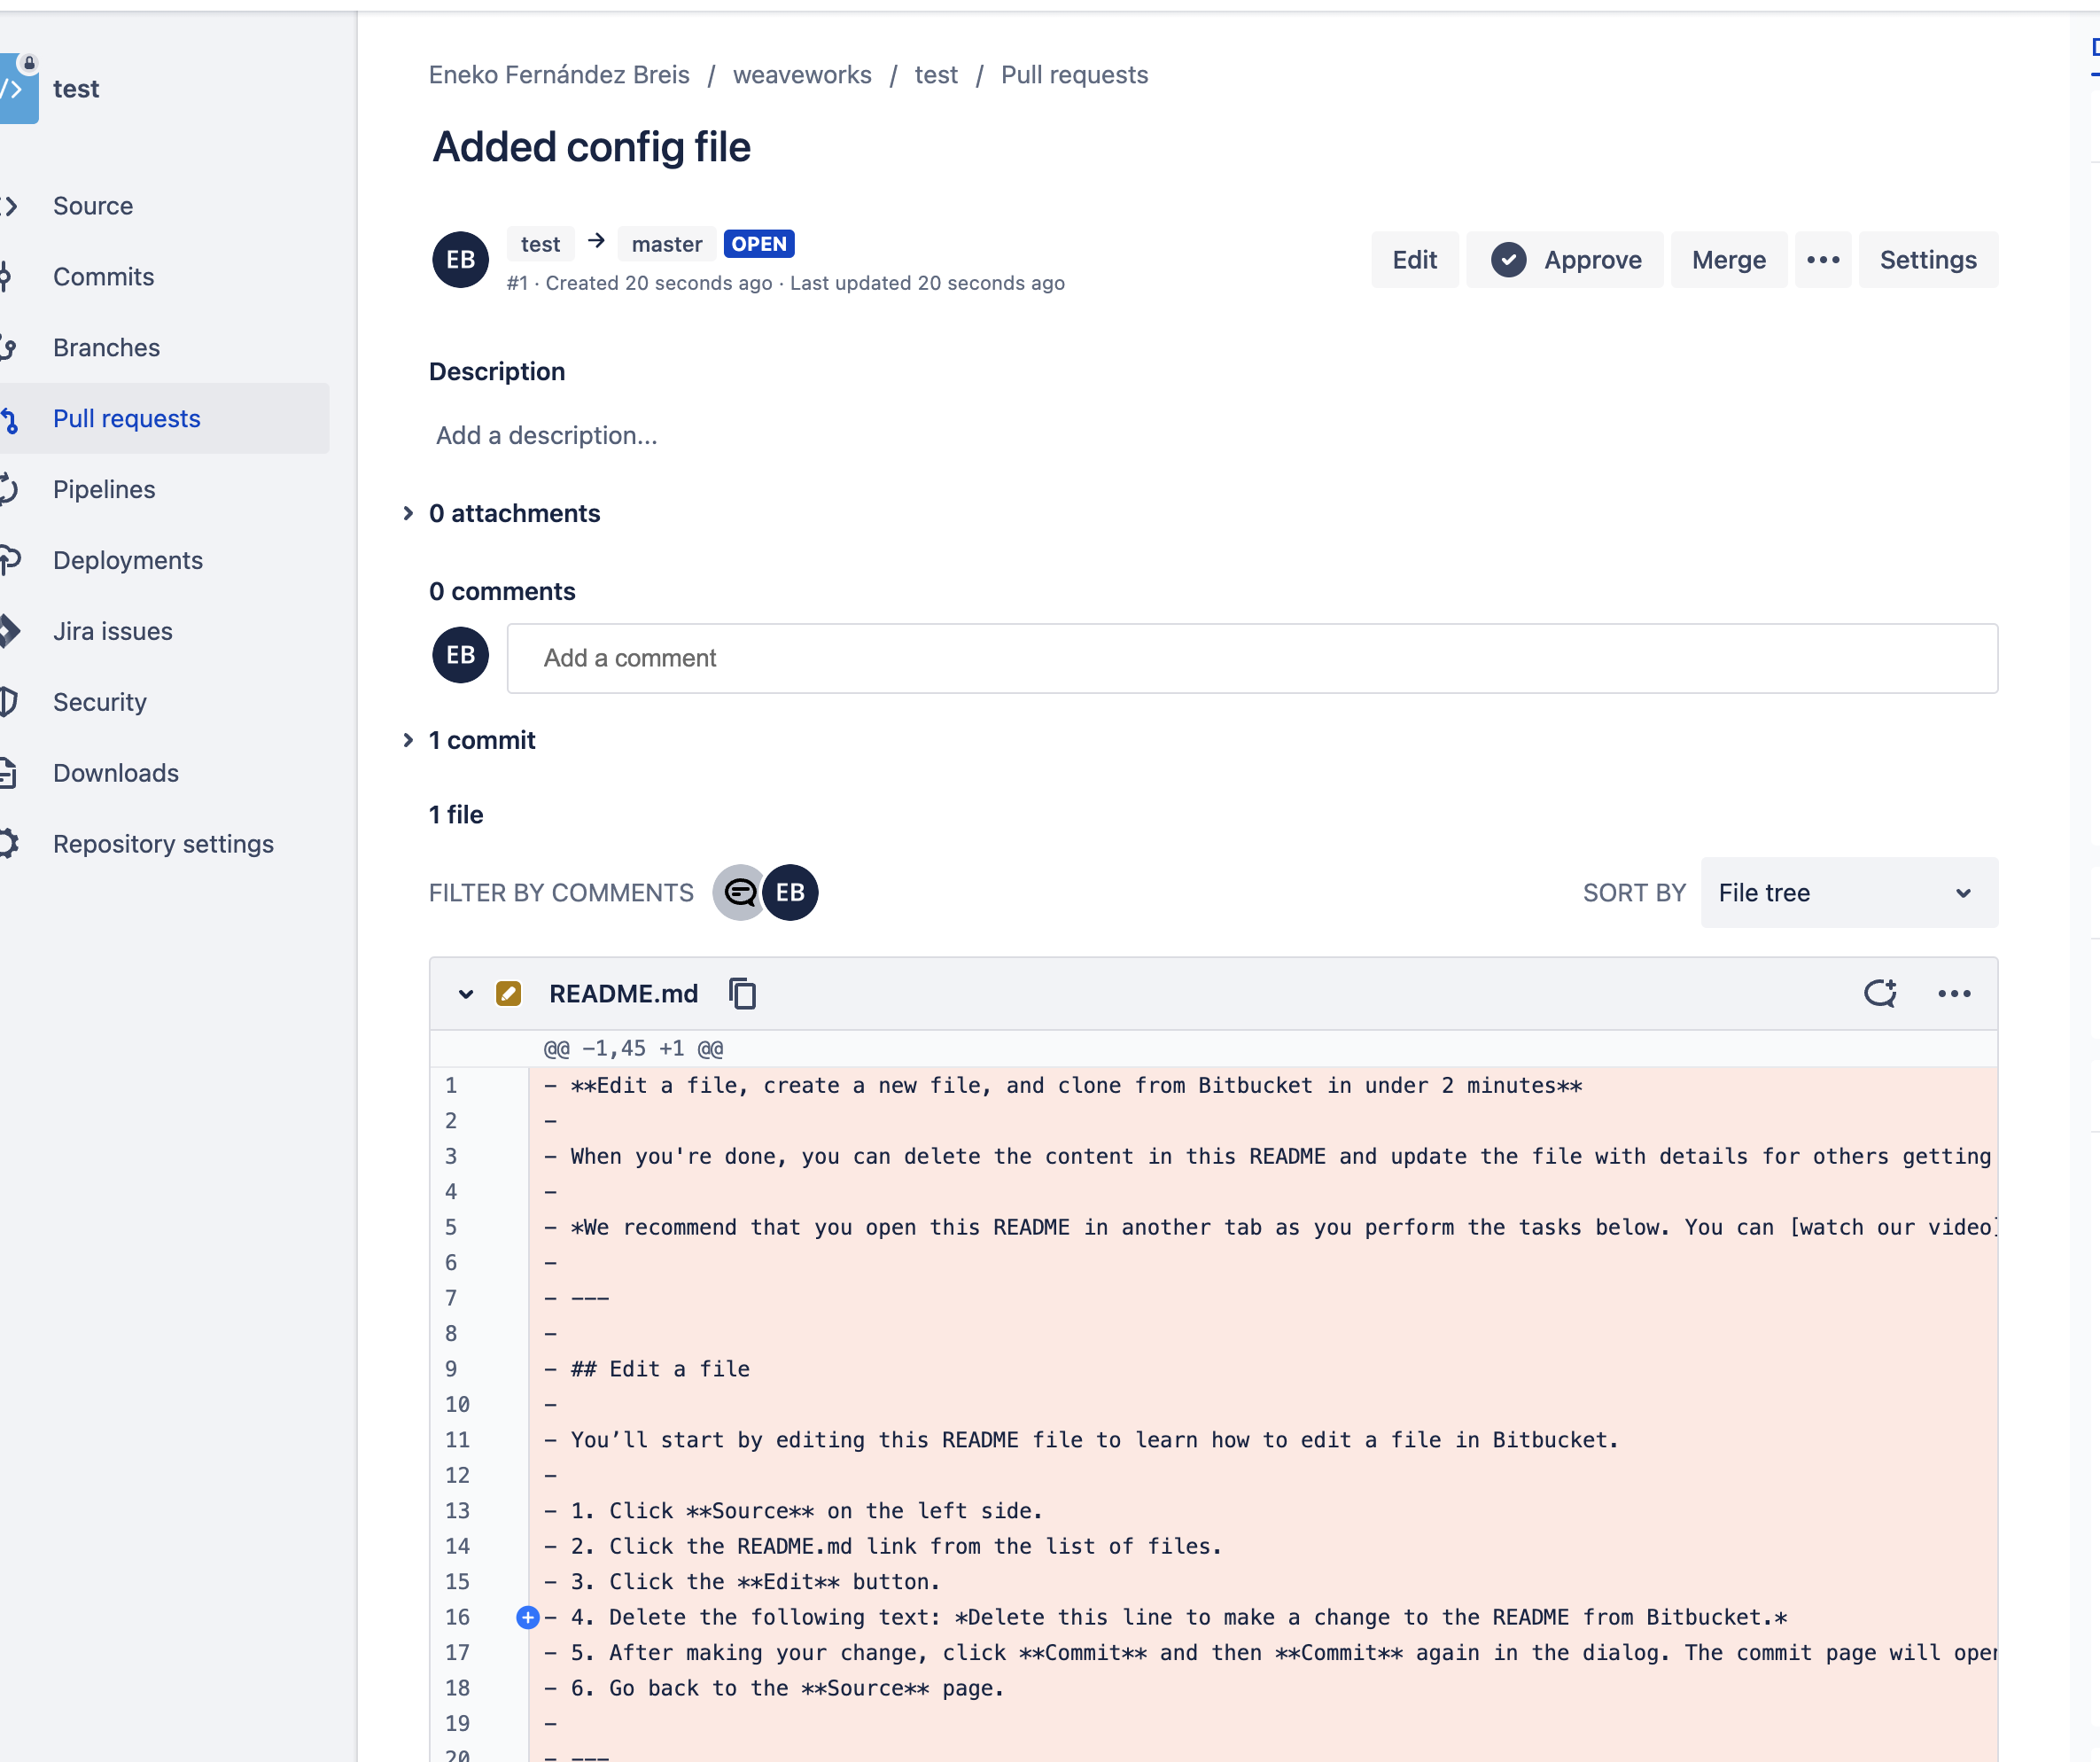 test
Source
Commits
Branches
Pull requests
Pipelines
Deployments
Jira issues
Security
Downloads
Repository settings
Eneko Fernández Breis / weaveworks / test / Pull requests
Added config file
EB
test → master OPEN
#1 · Created 20 seconds ago · Last updated 20 seconds ago
Edit
Approve
Merge
Settings
Description
Add a description...
0 attachments
0 comments
EB
Add a comment
1 commit
1 file
FILTER BY COMMENTS EB SORT BY File tree
README.md
@@ -1,45 +1 @@
1 - **Edit a file, create a new file, and clone from Bitbucket in under 2 minutes**
2 -
3 - When you're done, you can delete the content in this README and update the file with details for others getting
4 -
5 - *We recommend that you open this README in another tab as you perform the tasks below. You can [watch our video]
6 -
7 - ---
8 -
9 - ## Edit a file
10 -
11 - You’ll start by editing this README file to learn how to edit a file in Bitbucket.
12 -
13 - 1. Click **Source** on the left side.
14 - 2. Click the README.md link from the list of files.
15 - 3. Click the **Edit** button.
16 - 4. Delete the following text: *Delete this line to make a change to the README from Bitbucket.*
17 - 5. After making your change, click **Commit** and then **Commit** again in the dialog. The commit page will open
18 - 6. Go back to the **Source** page.
19 -
20 - ---